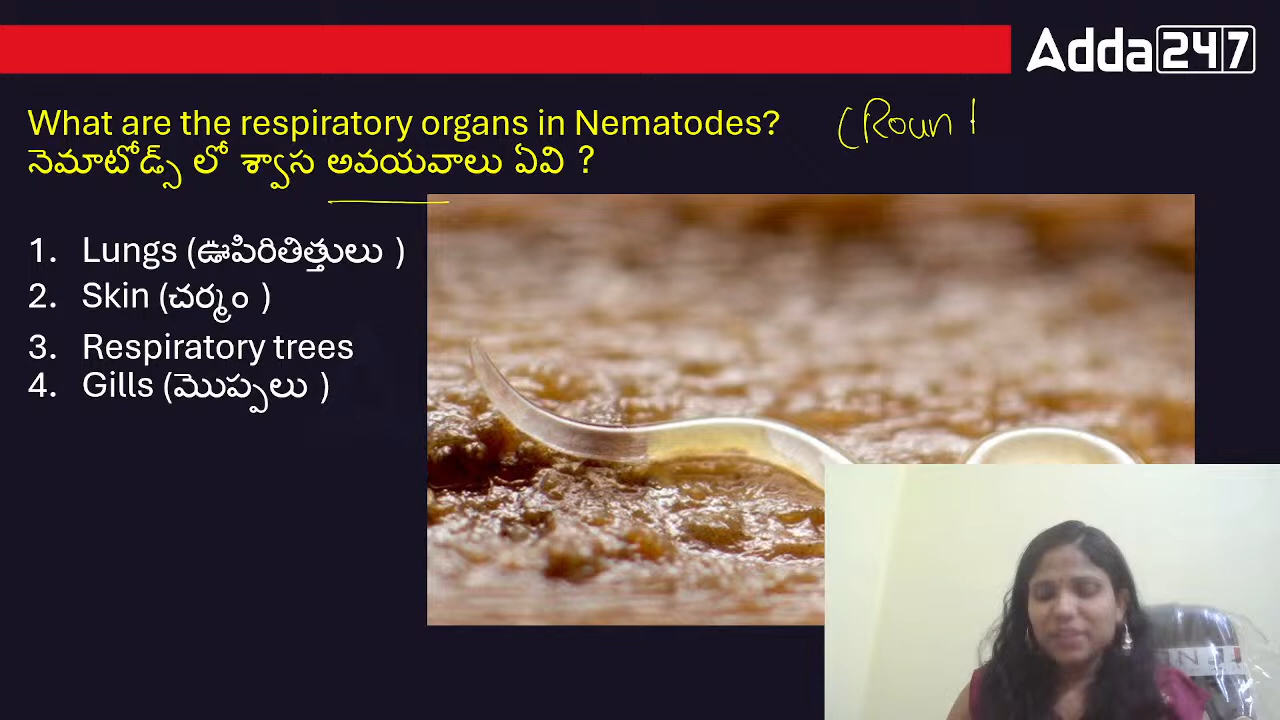 Adda247
What are the respiratory organs in Nematodes? (Roun
నెమాటోడ్స్ లో శ్వాస అవయవాలు ఏవి ?
1. Lungs (ఊపిరితిత్తులు )
2. Skin (చర్మం )
3. Respiratory trees
4. Gills (మొప్పలు )